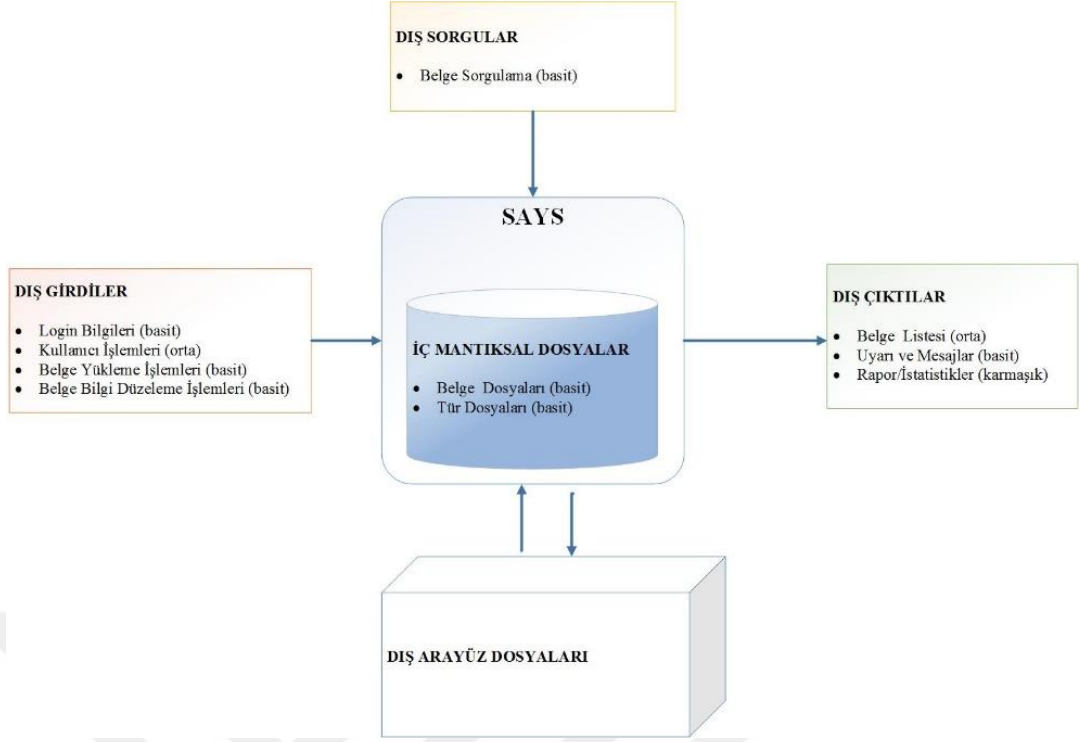 DIŞ SORGULAR
• Belge Sorgulama (basit)
SAYS
DIŞ GİRDİLER
• Login Bilgileri (basit)
• Kullanıcı İşlemleri (orta)
• Belge Yükleme İşlemleri (basit)
• Belge Bilgi Düzeleme İşlemleri (basit)
İÇ MANTIKSAL DOSYALAR
• Belge Dosyaları (basit)
• Tür Dosyaları (basit)
DIŞ ÇIKTILAR
• Belge Listesi (orta)
• Uyarı ve Mesajlar (basit)
• Rapor/İstatistikler (karmaşık)
DIŞ ARAYÜZ DOSYALARI